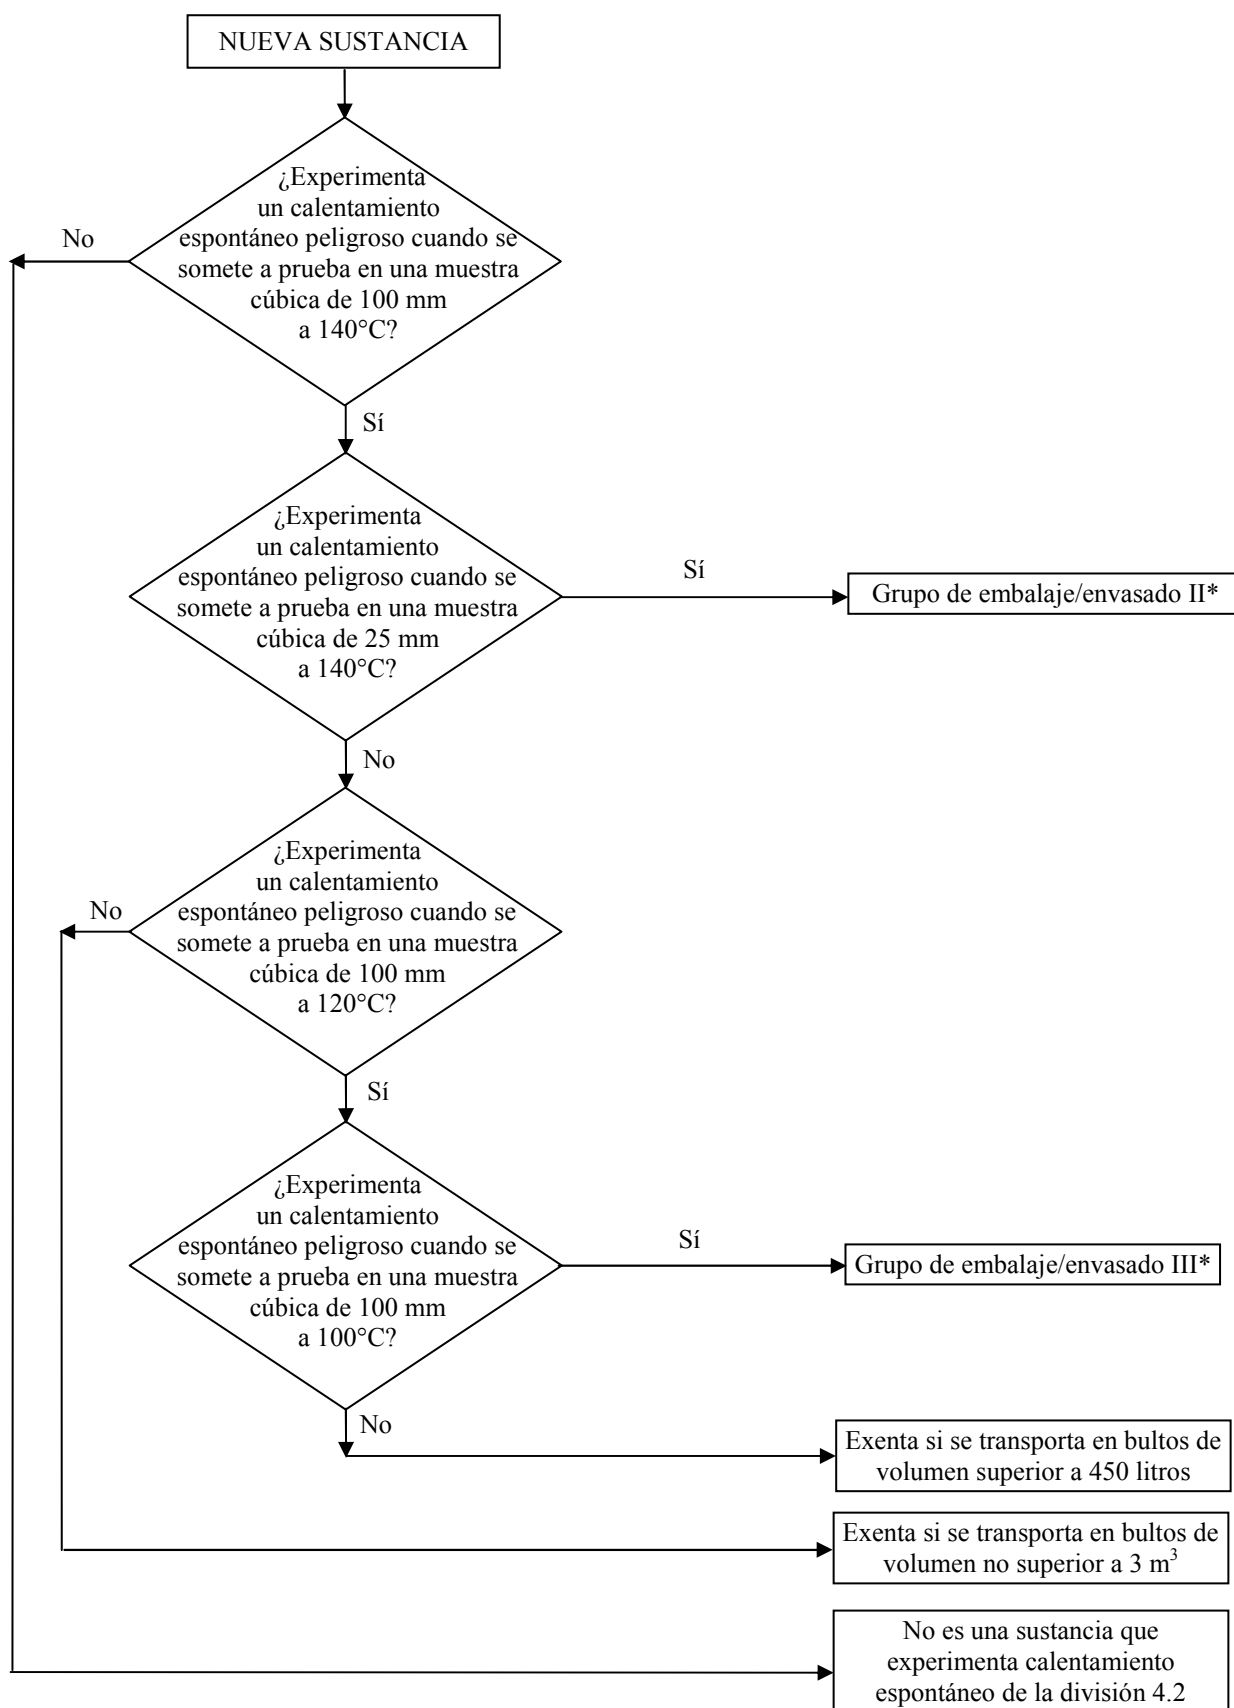 NUEVA SUSTANCIA
¿Experimenta
un calentamiento
espontáneo peligroso cuando se
somete a prueba en una muestra
cúbica de 100 mm
a 140°C?
No
Sí
¿Experimenta
un calentamiento
espontáneo peligroso cuando se
somete a prueba en una muestra
cúbica de 25 mm
a 140°C?
Sí
Grupo de embalaje/envasado II*
No
¿Experimenta
un calentamiento
espontáneo peligroso cuando se
somete a prueba en una muestra
cúbica de 100 mm
a 120°C?
No
Sí
¿Experimenta
un calentamiento
espontáneo peligroso cuando se
somete a prueba en una muestra
cúbica de 100 mm
a 100°C?
Sí
Grupo de embalaje/envasado III*
No
Exenta si se transporta en bultos de
volumen superior a 450 litros
Exenta si se transporta en bultos de
volumen no superior a 3 m³
No es una sustancia que
experimenta calentamiento
espontáneo de la división 4.2